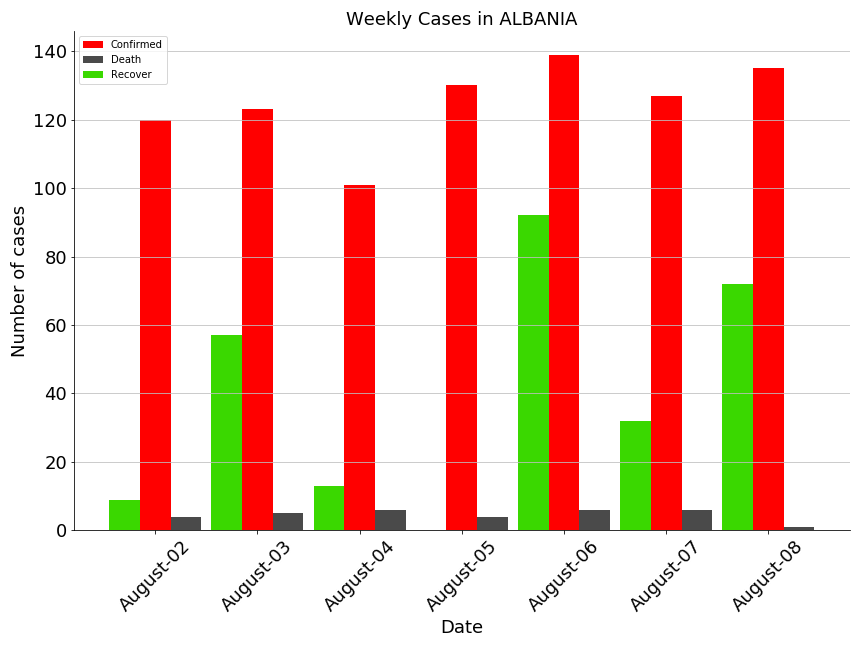 Weekly Cases in ALBANIA
Confirmed
Death
Recover
140
120
100
80
60
40
20
0
Number of cases
August-02
August-03
August-04
August-05
August-06
August-07
August-08
Date